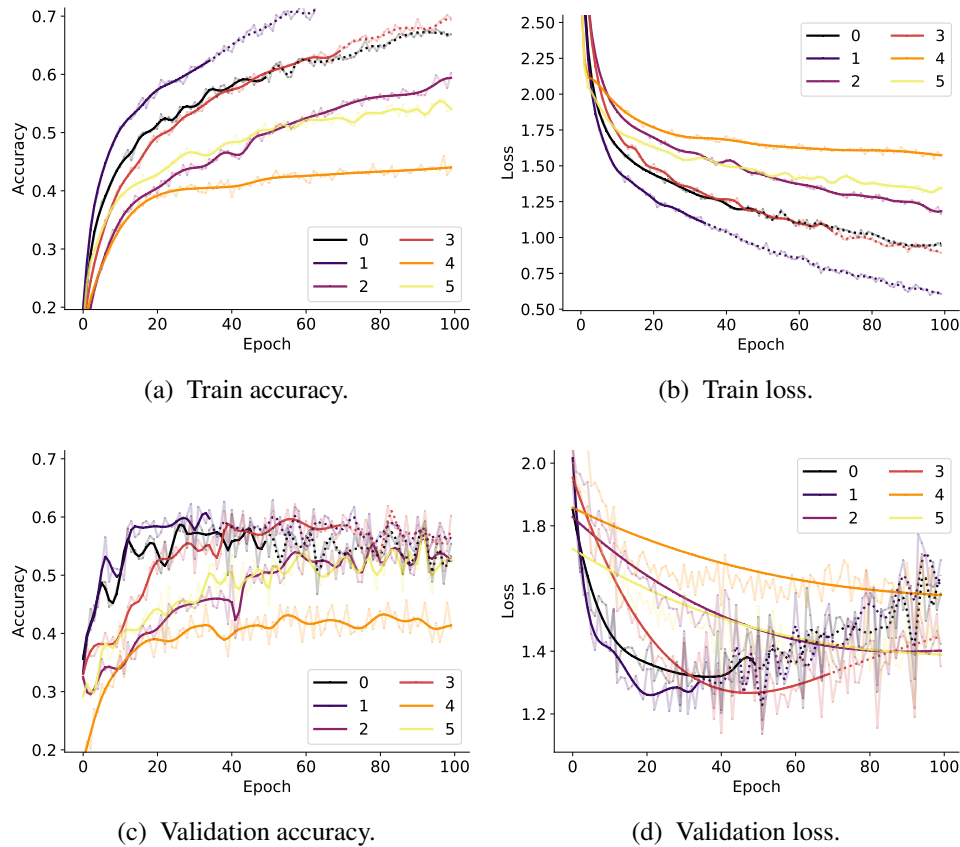 0.7
0.6
0.5
0.4
0.3
0.2
Accuracy
0 20 40 60 80 100
Epoch
0 3
1 4
2 5
(a) Train accuracy.
2.50
2.25
2.00
1.75
1.50
1.25
1.00
0.75
0.50
Loss
0 20 40 60 80 100
Epoch
0 3
1 4
2 5
(b) Train loss.
0.7
0.6
0.5
0.4
0.3
0.2
Accuracy
0 20 40 60 80 100
Epoch
0 3
1 4
2 5
(c) Validation accuracy.
2.0
1.8
1.6
1.4
1.2
Loss
0 20 40 60 80 100
Epoch
0 3
1 4
2 5
(d) Validation loss.